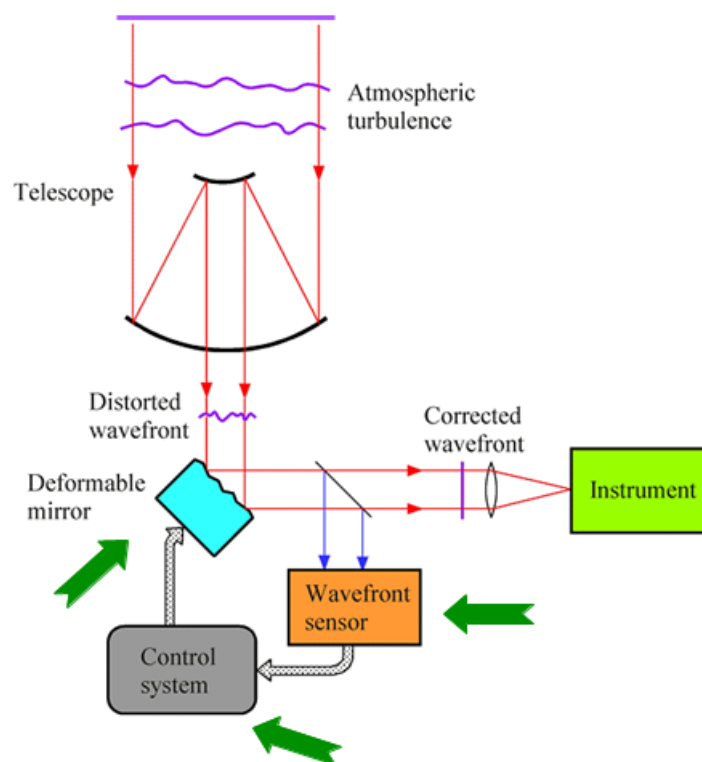 Atmospheric
turbulence
Telescope
Distorted
wavefront
Corrected
wavefront
Deformable
mirror
Instrument
Wavefront
sensor
Control
system